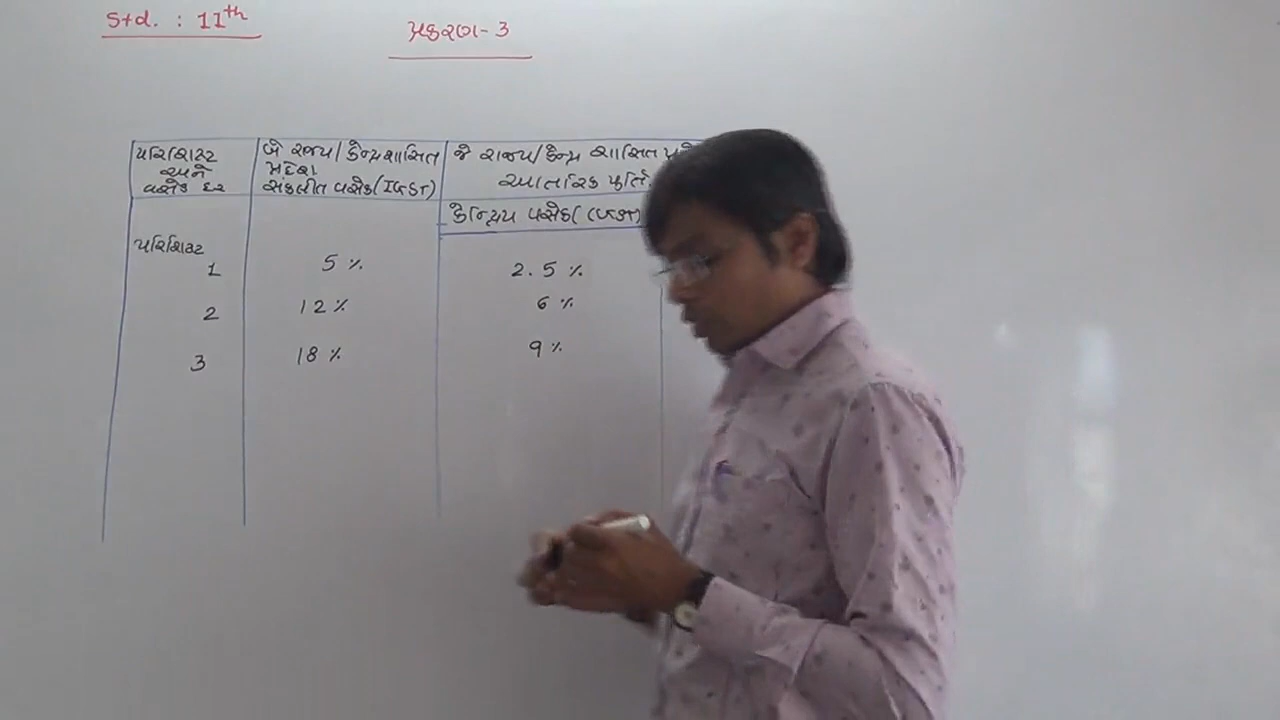 Std. : 11th
પ્રકરણ - 3
પરિશિષ્ટ
અને
વસેક દર
બે રાજ્ય / કેન્દ્રશાસિત
પ્રદેશ
સંકલીત વસેક (IGST)
જે રાજ્ય / કેન્દ્ર શાસિત
આંતરિક પૂર્તિ
કેન્દ્રિય વસેક (CGST)
પરિશિષ્ટ
1 5 % 2.5 %
2 12 % 6 %
3 18 % 9 %